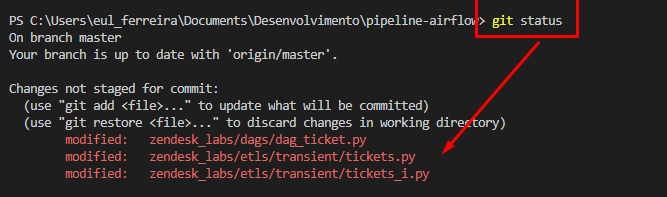 PS C:\Users\eul_ferreira\Documents\Desenvolvimento\pipeline-airflow> git status
On branch master
Your branch is up to date with 'origin/master'.
Changes not staged for commit:
(use "git add <file>..." to update what will be committed)
(use "git restore <file>..." to discard changes in working directory)
modified: zendesk_labs/dags/dag_ticket.py
modified: zendesk_labs/etls/transient/tickets.py
modified: zendesk_labs/etls/transient/tickets_i.py